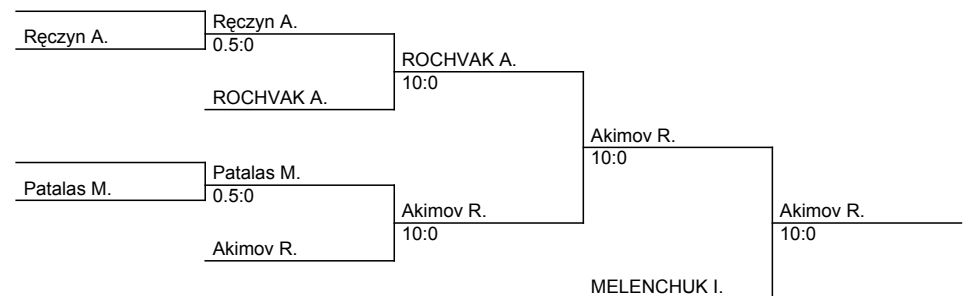 Ręczyn A.
Ręczyn A.
0.5:0
ROCHVAK A.
10:0
ROCHVAK A.
Akimov R.
10:0
Patalas M.
Patalas M.
0.5:0
Akimov R.
10:0
Akimov R.
10:0
Akimov R.
MELENCHUK I.